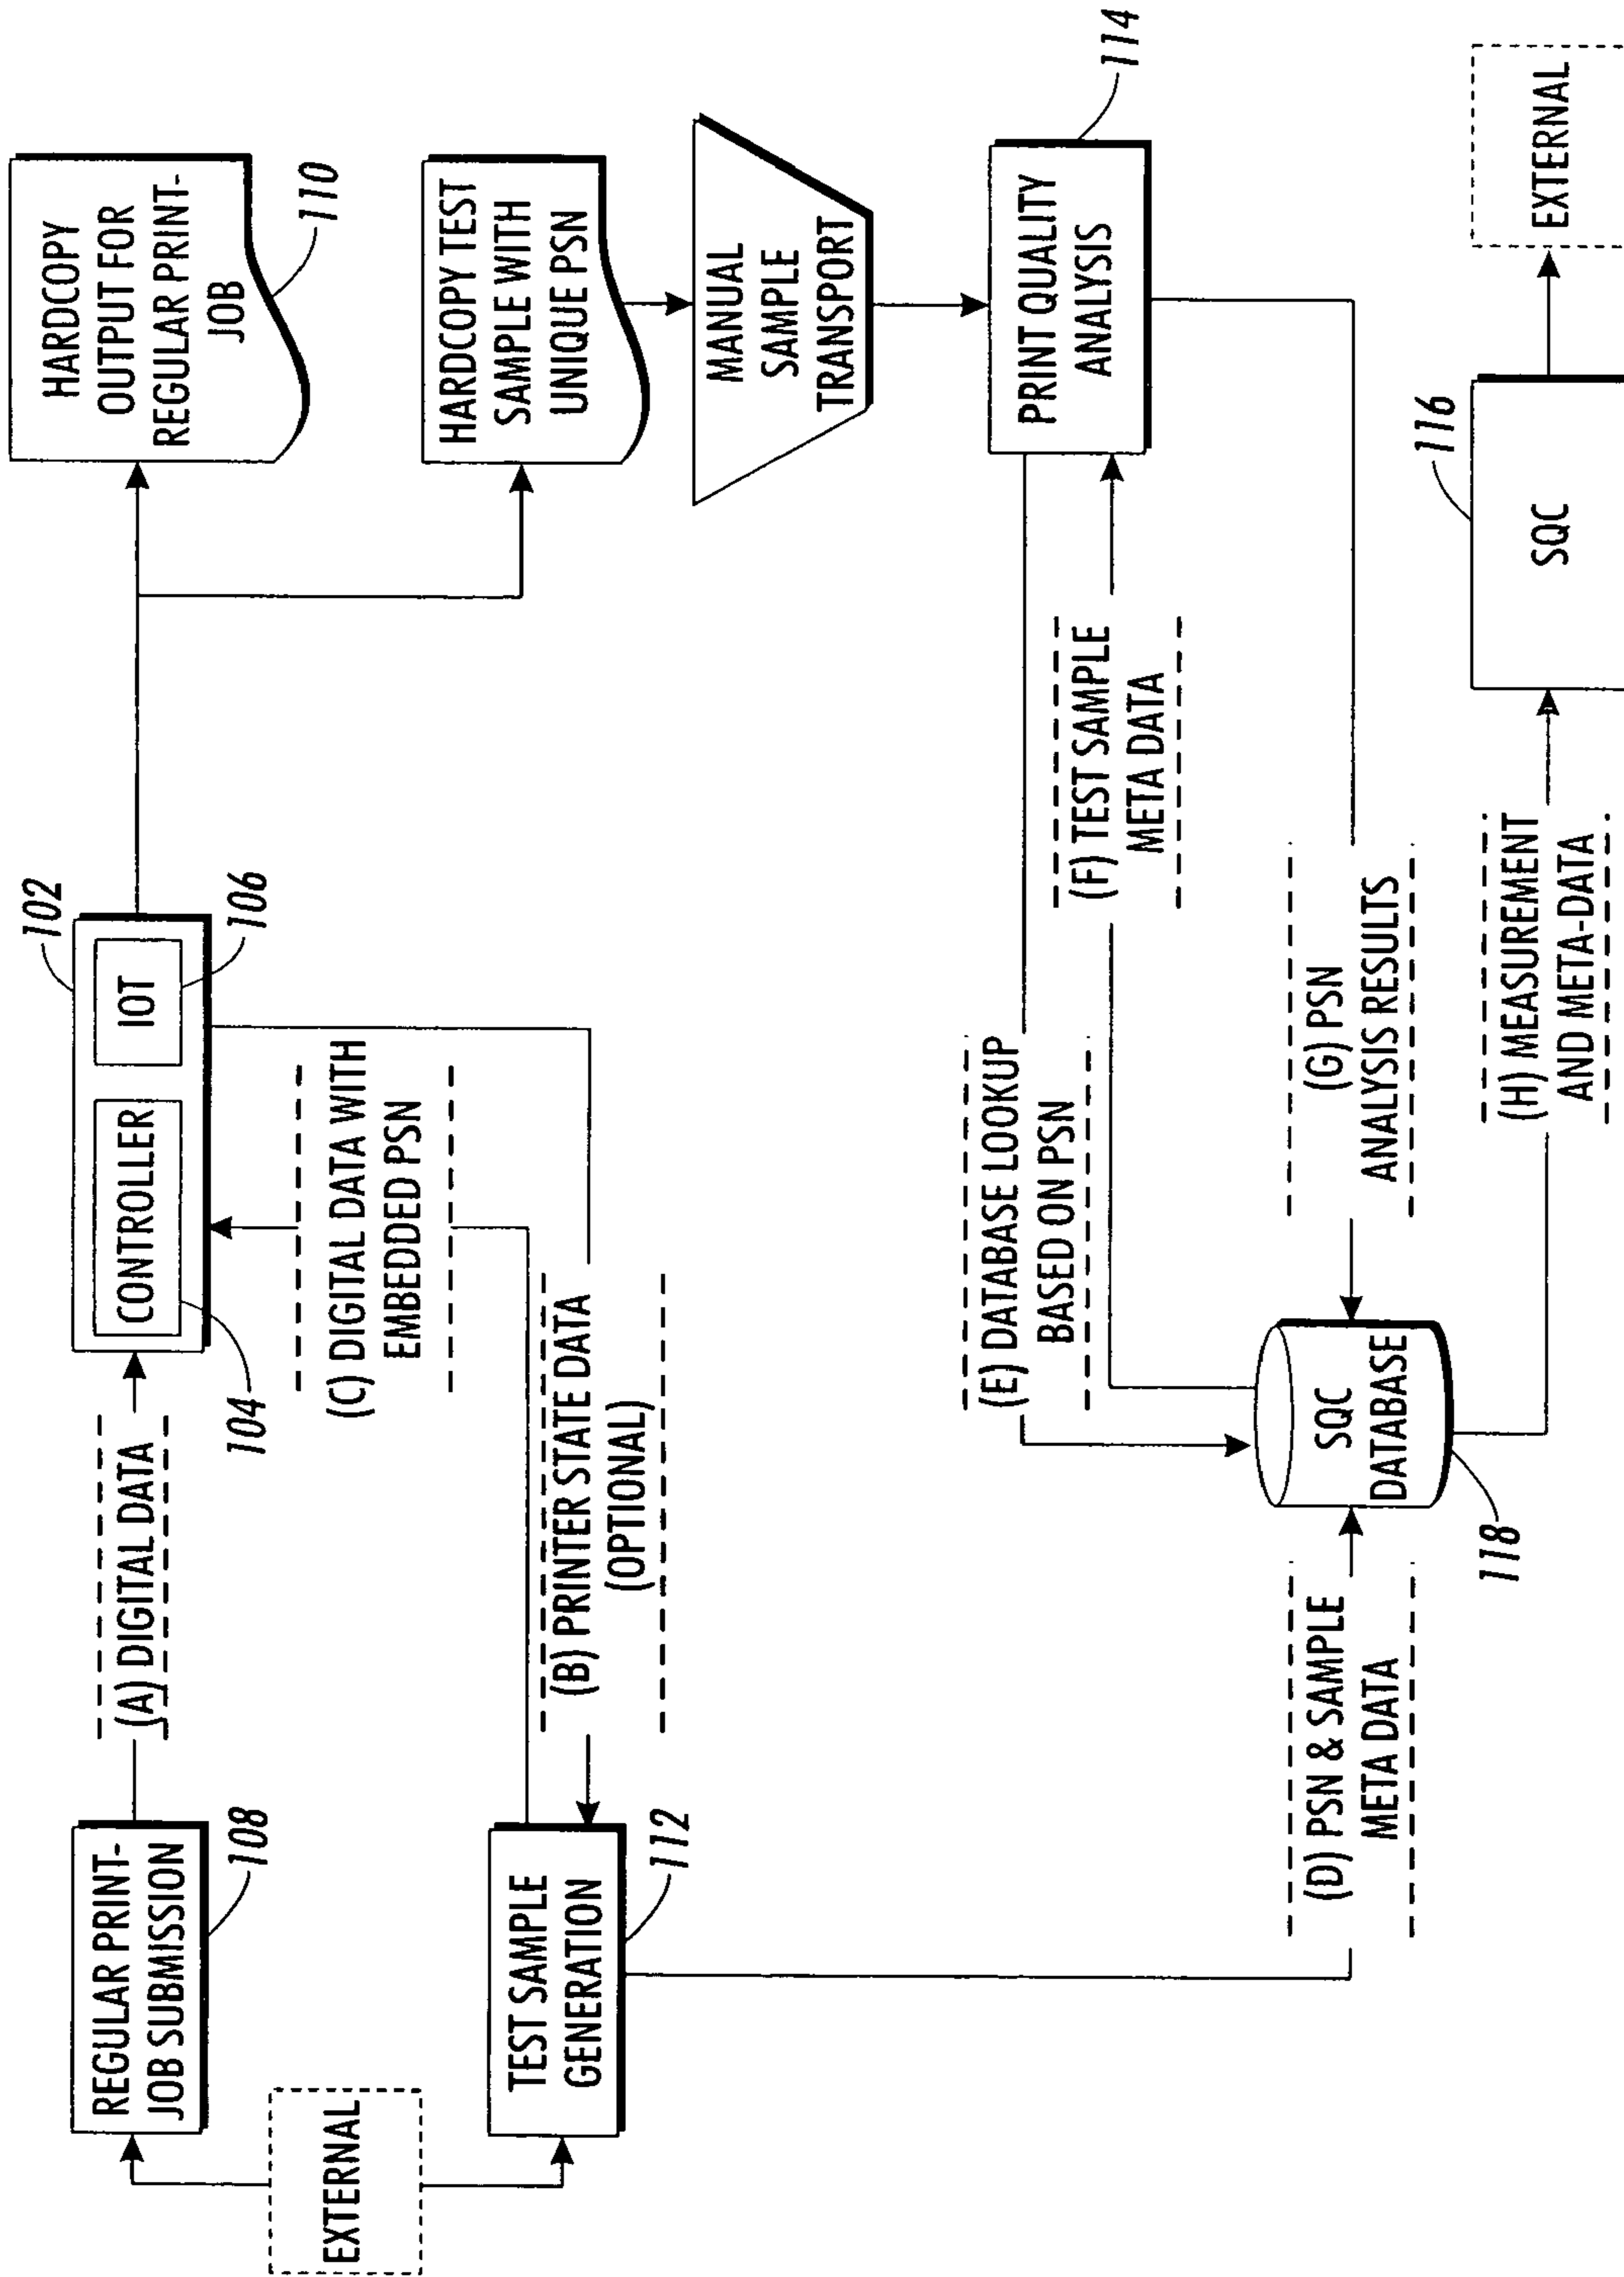 EXTERNAL
REGULAR PRINT-
JOB SUBMISSION
108
(A) DIGITAL DATA
102
CONTROLLER
IOT
104
106
HARDCOPY
OUTPUT FOR
REGULAR PRINT-
JOB
110
(C) DIGITAL DATA WITH
EMBEDDED PSN
TEST SAMPLE
GENERATION
112
(B) PRINTER STATE DATA
(OPTIONAL)
HARDCOPY TEST
SAMPLE WITH
UNIQUE PSN
MANUAL
SAMPLE
TRANSPORT
PRINT QUALITY
ANALYSIS
114
(E) DATABASE LOOKUP
BASED ON PSN
(F) TEST SAMPLE
META DATA
(D) PSN & SAMPLE
META DATA
SQC
DATABASE
118
(G) PSN
ANALYSIS RESULTS
(H) MEASUREMENT
AND META-DATA
SQC
116
EXTERNAL